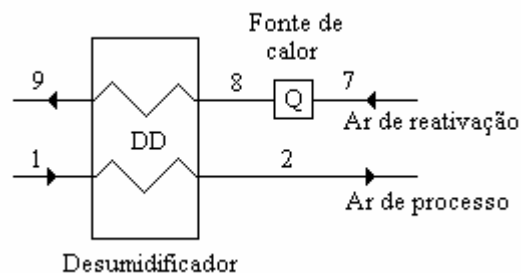 Fonte de
calor
9
8
Q
7
Ar de reativação
DD
1
2
Ar de processo
Desumidificador